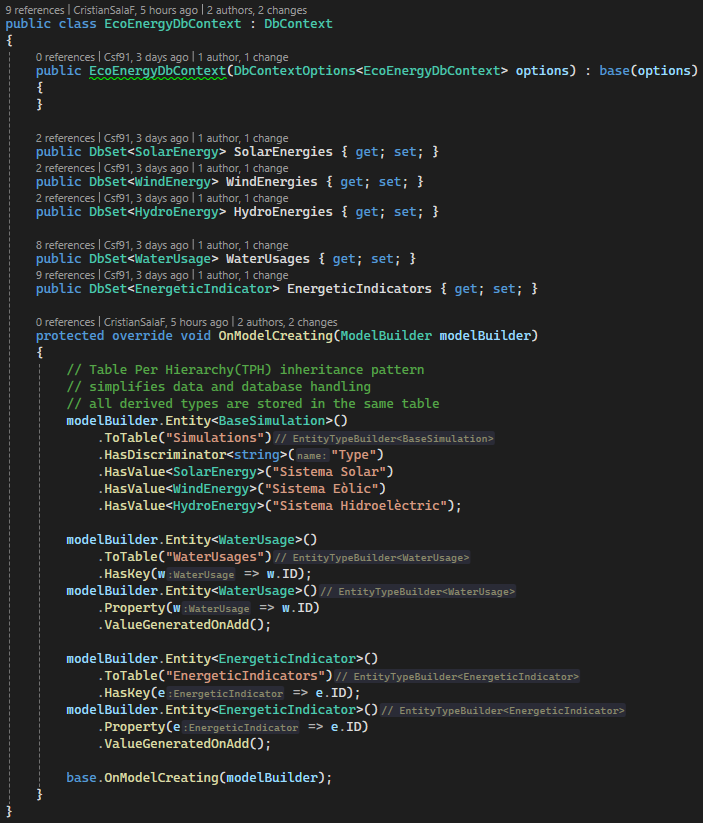 9 references | CristianSalaF, 5 hours ago | 2 authors, 2 changes
public class EcoEnergyDbContext : DbContext
{
0 references | Csf91, 3 days ago | 1 author, 1 change
public EcoEnergyDbContext(DbContextOptions<EcoEnergyDbContext> options) : base(options)
{
}
2 references | Csf91, 3 days ago | 1 author, 1 change
public DbSet<SolarEnergy> SolarEnergies { get; set; }
2 references | Csf91, 3 days ago | 1 author, 1 change
public DbSet<WindEnergy> WindEnergies { get; set; }
2 references | Csf91, 3 days ago | 1 author, 1 change
public DbSet<HydroEnergy> HydroEnergies { get; set; }
8 references | Csf91, 3 days ago | 1 author, 1 change
public DbSet<WaterUsage> WaterUsages { get; set; }
9 references | Csf91, 3 days ago | 1 author, 1 change
public DbSet<EnergeticIndicator> EnergeticIndicators { get; set; }
0 references | CristianSalaF, 5 hours ago | 2 authors, 2 changes
protected override void OnModelCreating(ModelBuilder modelBuilder)
{
// Table Per Hierarchy(TPH) inheritance pattern
// simplifies data and database handling
// all derived types are stored in the same table
modelBuilder.Entity<BaseSimulation>()
.ToTable("Simulations") // EntityTypeBuilder<BaseSimulation>
.HasDiscriminator<string>(name: "Type")
.HasValue<SolarEnergy>("Sistema Solar")
.HasValue<WindEnergy>("Sistema Eòlic")
.HasValue<HydroEnergy>("Sistema Hidroelèctric");
modelBuilder.Entity<WaterUsage>()
.ToTable("WaterUsages") // EntityTypeBuilder<WaterUsage>
.HasKey(w :WaterUsage => w.ID);
modelBuilder.Entity<WaterUsage>() // EntityTypeBuilder<WaterUsage>
.Property(w :WaterUsage => w.ID)
.ValueGeneratedOnAdd();
modelBuilder.Entity<EnergeticIndicator>()
.ToTable("EnergeticIndicators") // EntityTypeBuilder<EnergeticIndicator>
.HasKey(e :EnergeticIndicator => e.ID);
modelBuilder.Entity<EnergeticIndicator>() // EntityTypeBuilder<EnergeticIndicator>
.Property(e :EnergeticIndicator => e.ID)
.ValueGeneratedOnAdd();
base.OnModelCreating(modelBuilder);
}
}